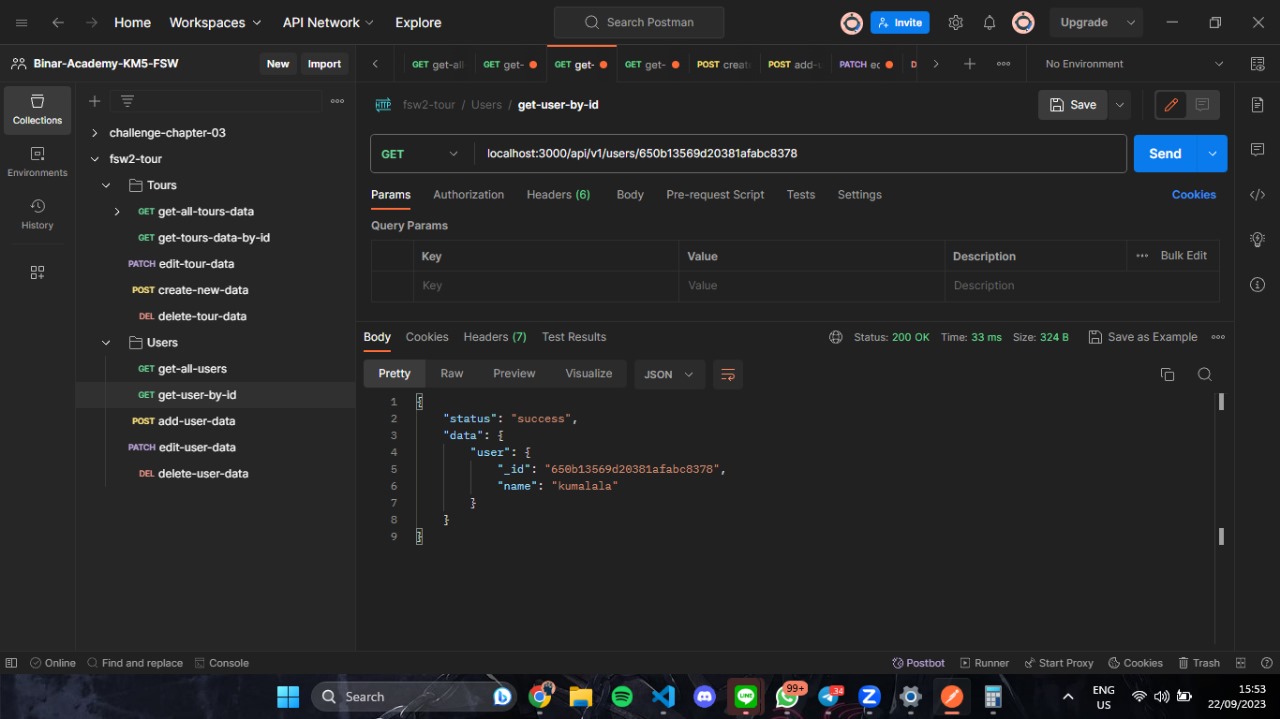 Home Workspaces API Network Explore Search Postman Invite Upgrade
Binar-Academy-KM5-FSW New Import GET get-all GET get- GET get- GET get- POST create POST add-u PATCH ed D No Environment
Collections
Environments
History
challenge-chapter-03
fsw2-tour
Tours
GET get-all-tours-data
GET get-tours-data-by-id
PATCH edit-tour-data
POST create-new-data
DEL delete-tour-data
Users
GET get-all-users
GET get-user-by-id
POST add-user-data
PATCH edit-user-data
DEL delete-user-data
HTTP fsw2-tour / Users / get-user-by-id Save
GET localhost:3000/api/v1/users/650b13569d20381afabc8378 Send
Params Authorization Headers (6) Body Pre-request Script Tests Settings Cookies
Query Params
Key Value Description Bulk Edit
Key Value Description
Body Cookies Headers (7) Test Results Status: 200 OK Time: 33 ms Size: 324 B Save as Example
Pretty Raw Preview Visualize JSON
1 {
2 "status": "success",
3 "data": {
4 "user": {
5 "_id": "650b13569d20381afabc8378",
6 "name": "kumalala"
7 }
8 }
9 }
Online Find and replace Console Postbot Runner Start Proxy Cookies Trash
Search 99+ 34 ENG 15:53
US 22/09/2023